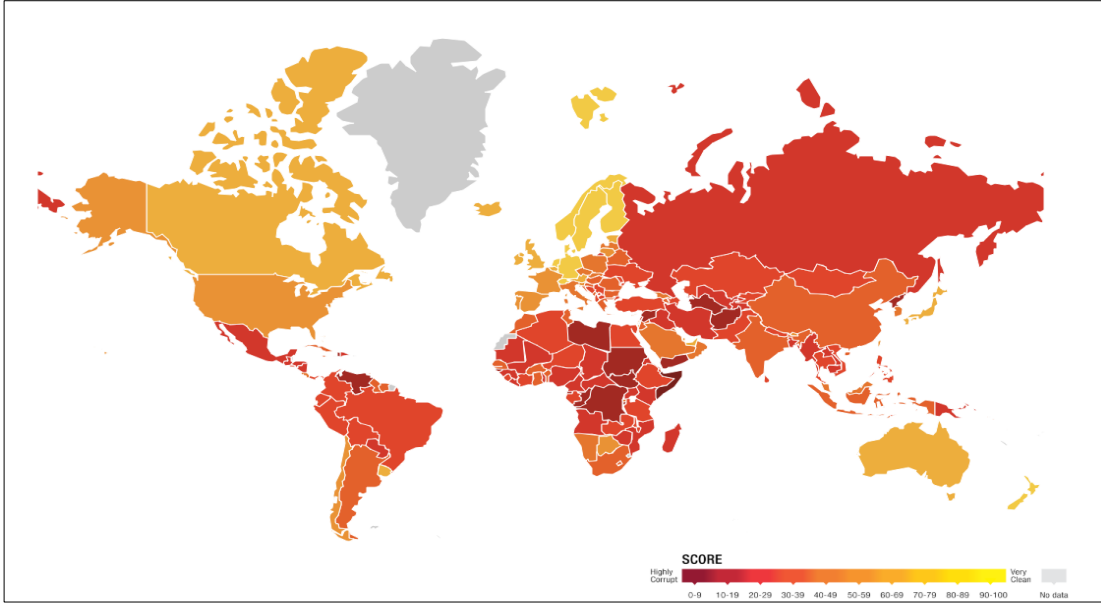 SCORE
Highly
Corrupt
Very
Clean
0-9 10-19 20-29 30-39 40-49 50-59 60-69 70-79 80-89 90-100 No data